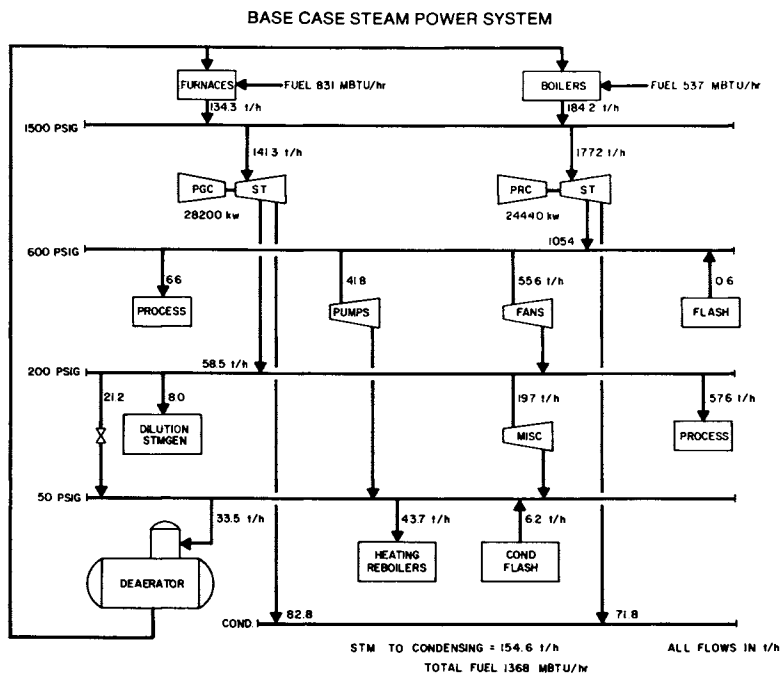 BASE CASE STEAM POWER SYSTEM
FURNACES
FUEL 831 MBTU/hr
BOILERS
FUEL 537 MBTU/hr
134.3 t/h
184.2 t/h
1500 PSIG
141.3 t/h
177.2 t/h
PGC
ST
PRC
ST
28200 kw
24440 kw
1054
600 PSIG
6.6
41.8
55.6 t/h
0.6
PROCESS
PUMPS
FANS
FLASH
58.5 t/h
200 PSIG
21.2
8.0
19.7 t/h
57.6 t/h
DILUTION
STMGEN
MISC
PROCESS
50 PSIG
33.5 t/h
43.7 t/h
6.2 t/h
HEATING
REBOILERS
COND
FLASH
DEAERATOR
82.8
71.8
COND.
STM TO CONDENSING = 154.6 t/h
ALL FLOWS IN t/h
TOTAL FUEL 1368 MBTU/hr